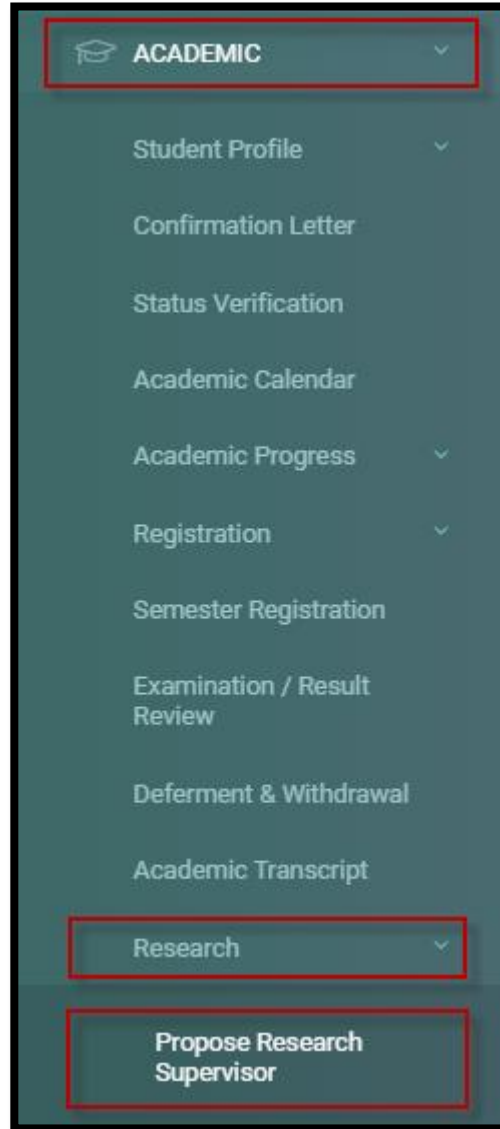 ACADEMIC
Student Profile
Confirmation Letter
Status Verification
Academic Calendar
Academic Progress
Registration
Semester Registration
Examination / Result
Review
Deferment & Withdrawal
Academic Transcript
Research
Propose Research
Supervisor